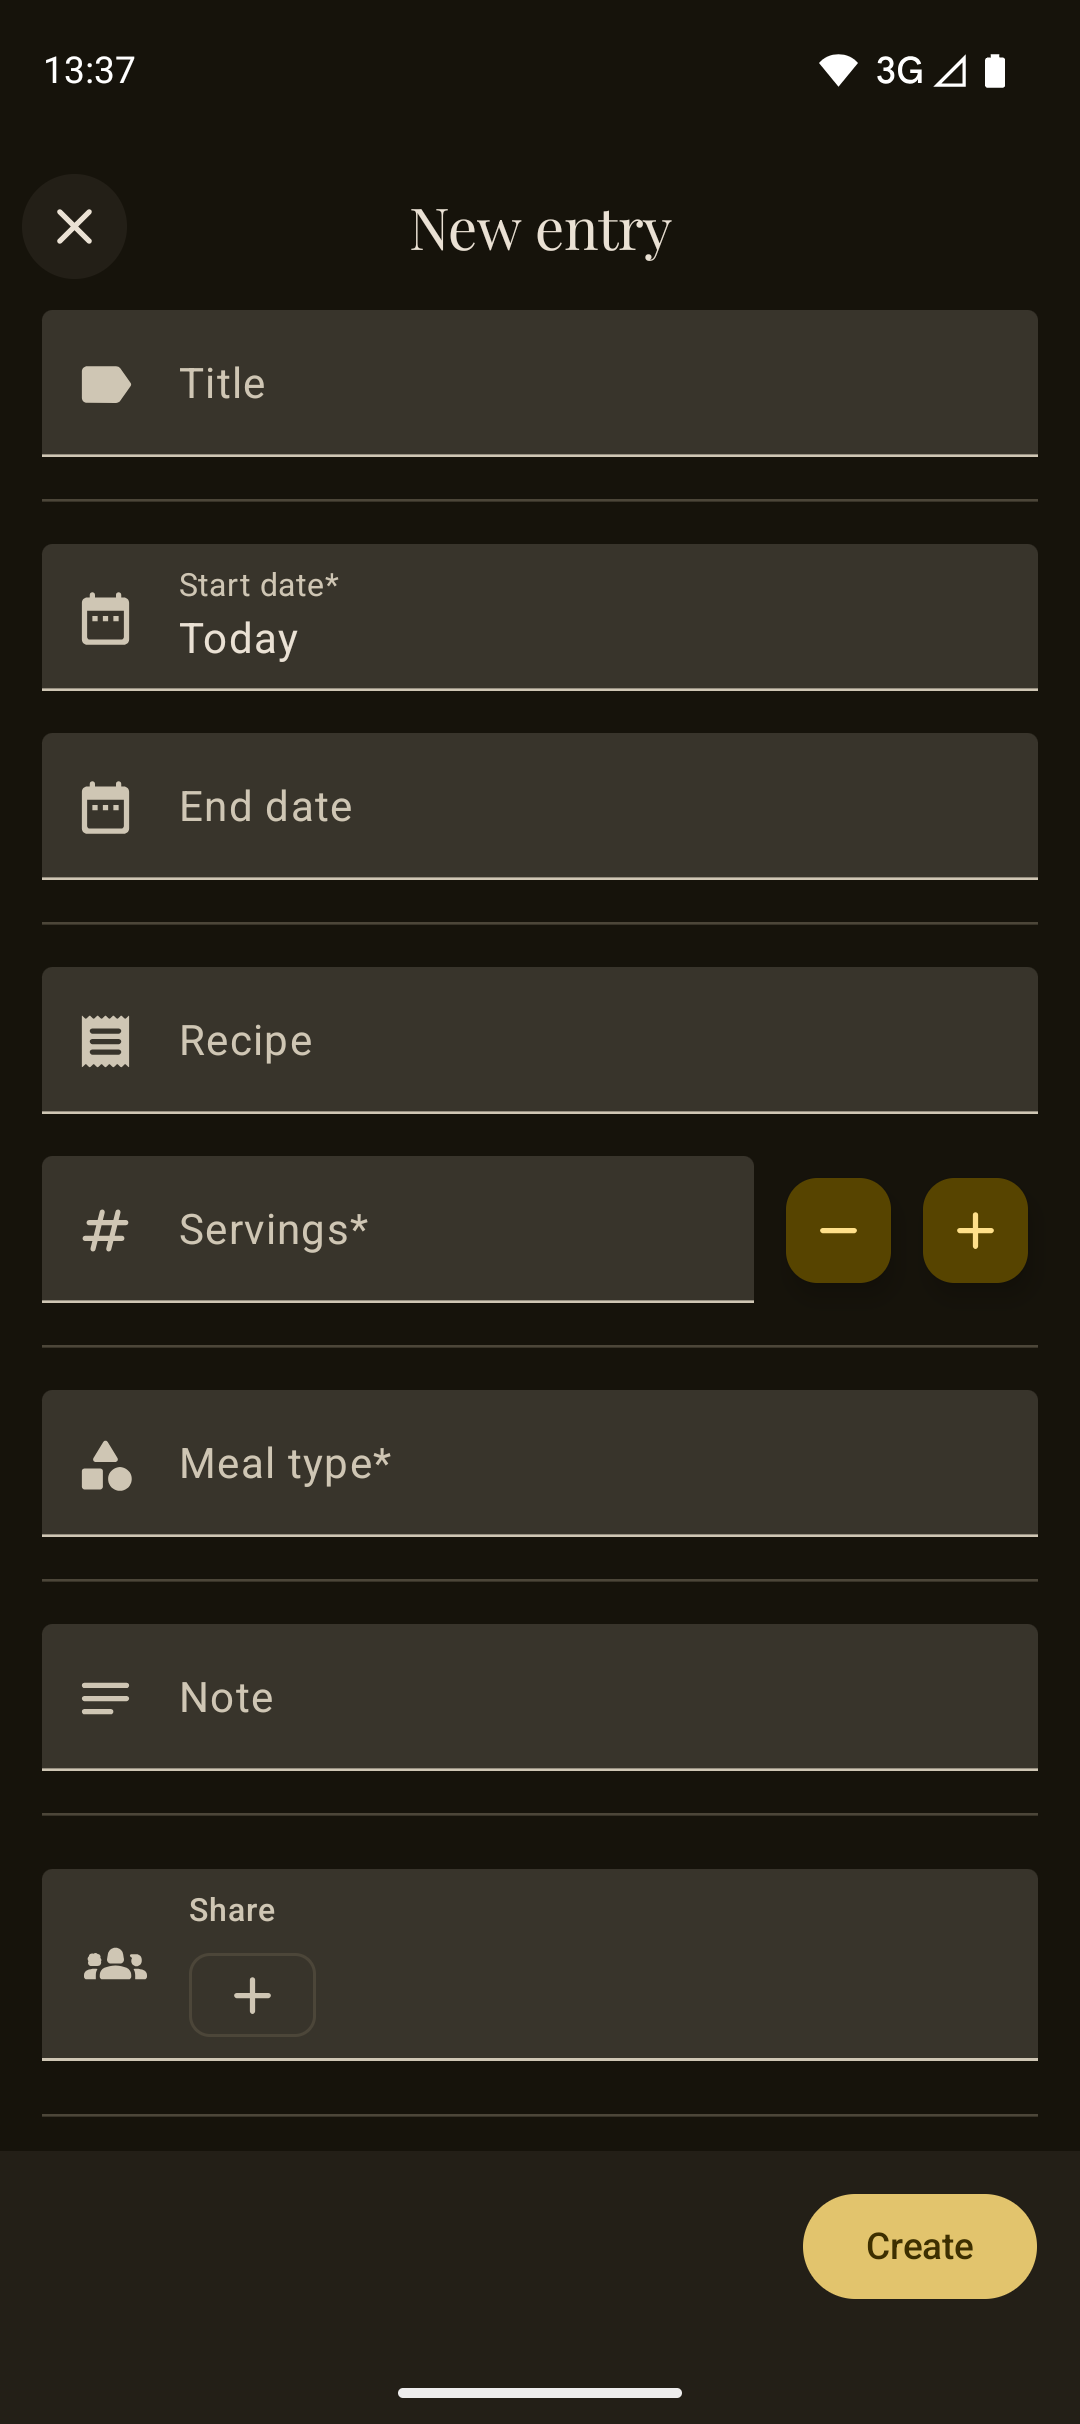 13:37
3G
New entry
Title
Start date*
Today
End date
Recipe
Servings*
Meal type*
Note
Share
Create